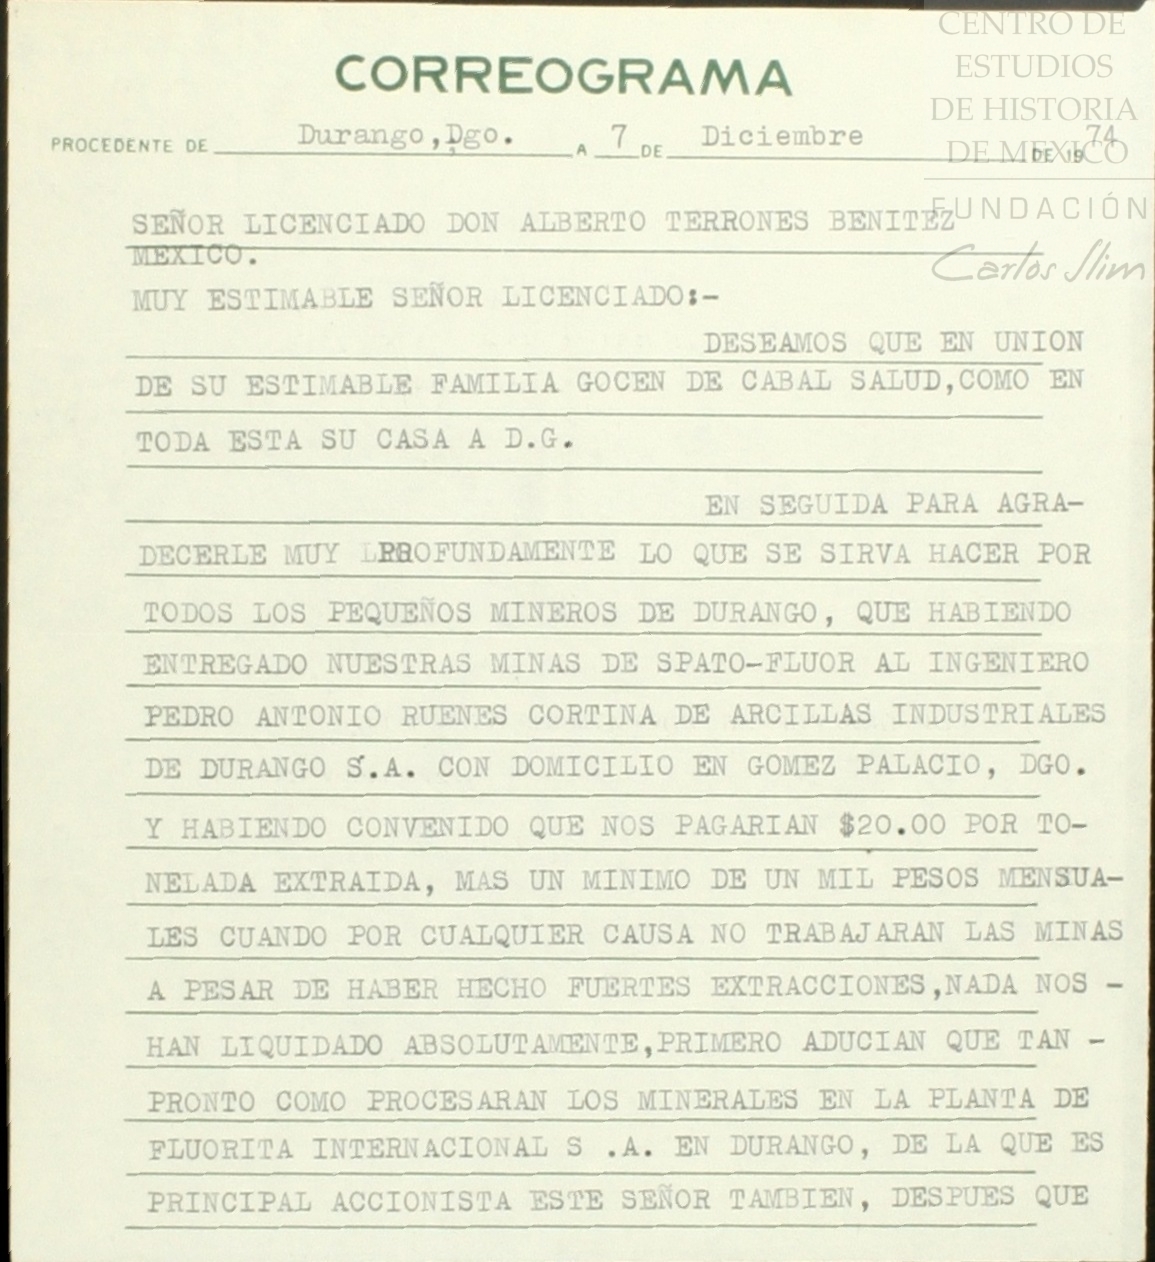 CENTRO DE
ESTUDIOS
DE HISTORIA
DE MEXICO
FUNDACIÓN
Carlos Slim
CORREOGRAMA
PROCEDENTE DE Durango,Dgo. A 7 DE Diciembre DE 1974
SEÑOR LICENCIADO DON ALBERTO TERRONES BENITEZ
MEXICO.
MUY ESTIMABLE SEÑOR LICENCIADO:-
DESEAMOS QUE EN UNION
DE SU ESTIMABLE FAMILIA GOCEN DE CABAL SALUD,COMO EN
TODA ESTA SU CASA A D.G.
EN SEGUIDA PARA AGRA-
DECERLE MUY PROFUNDAMENTE LO QUE SE SIRVA HACER POR
TODOS LOS PEQUEÑOS MINEROS DE DURANGO, QUE HABIENDO
ENTREGADO NUESTRAS MINAS DE SPATO-FLUOR AL INGENIERO
PEDRO ANTONIO RUENES CORTINA DE ARCILLAS INDUSTRIALES
DE DURANGO S.A. CON DOMICILIO EN GOMEZ PALACIO, DGO.
Y HABIENDO CONVENIDO QUE NOS PAGARIAN $20.00 POR TO-
NELADA EXTRAIDA, MAS UN MINIMO DE UN MIL PESOS MENSUA-
LES CUANDO POR CUALQUIER CAUSA NO TRABAJARAN LAS MINAS
A PESAR DE HABER HECHO FUERTES EXTRACCIONES,NADA NOS -
HAN LIQUIDADO ABSOLUTAMENTE,PRIMERO ADUCIAN QUE TAN -
PRONTO COMO PROCESARAN LOS MINERALES EN LA PLANTA DE
FLUORITA INTERNACIONAL S .A. EN DURANGO, DE LA QUE ES
PRINCIPAL ACCIONISTA ESTE SEÑOR TAMBIEN, DESPUES QUE